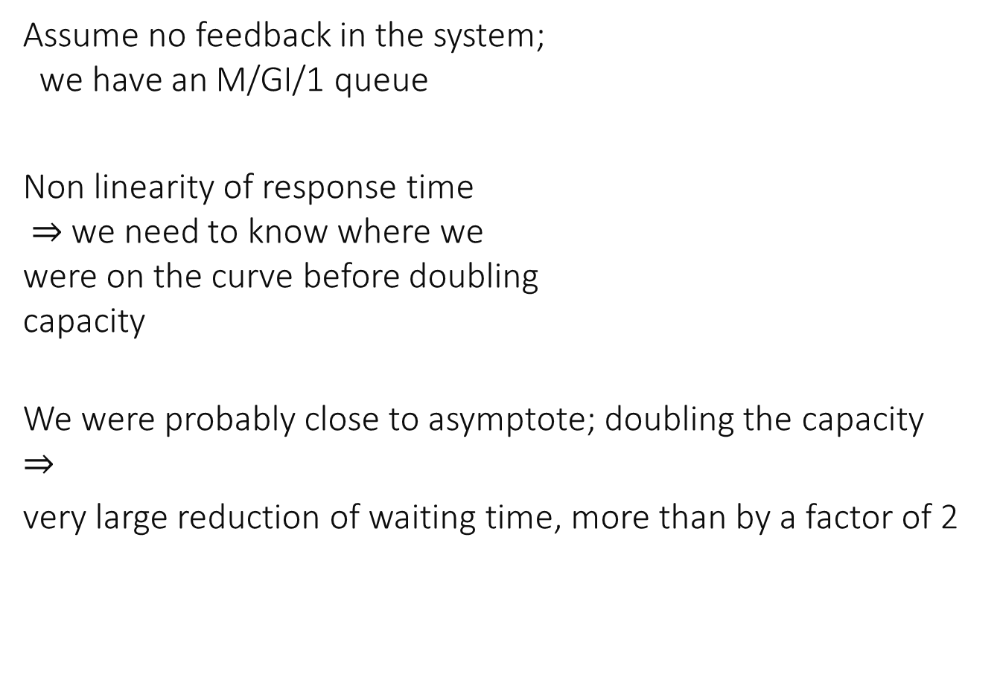 Assume no feedback in the system;
we have an M/GI/1 queue
Non linearity of response time
⇒ we need to know where we
were on the curve before doubling
capacity
We were probably close to asymptote; doubling the capacity
⇒
very large reduction of waiting time, more than by a factor of 2